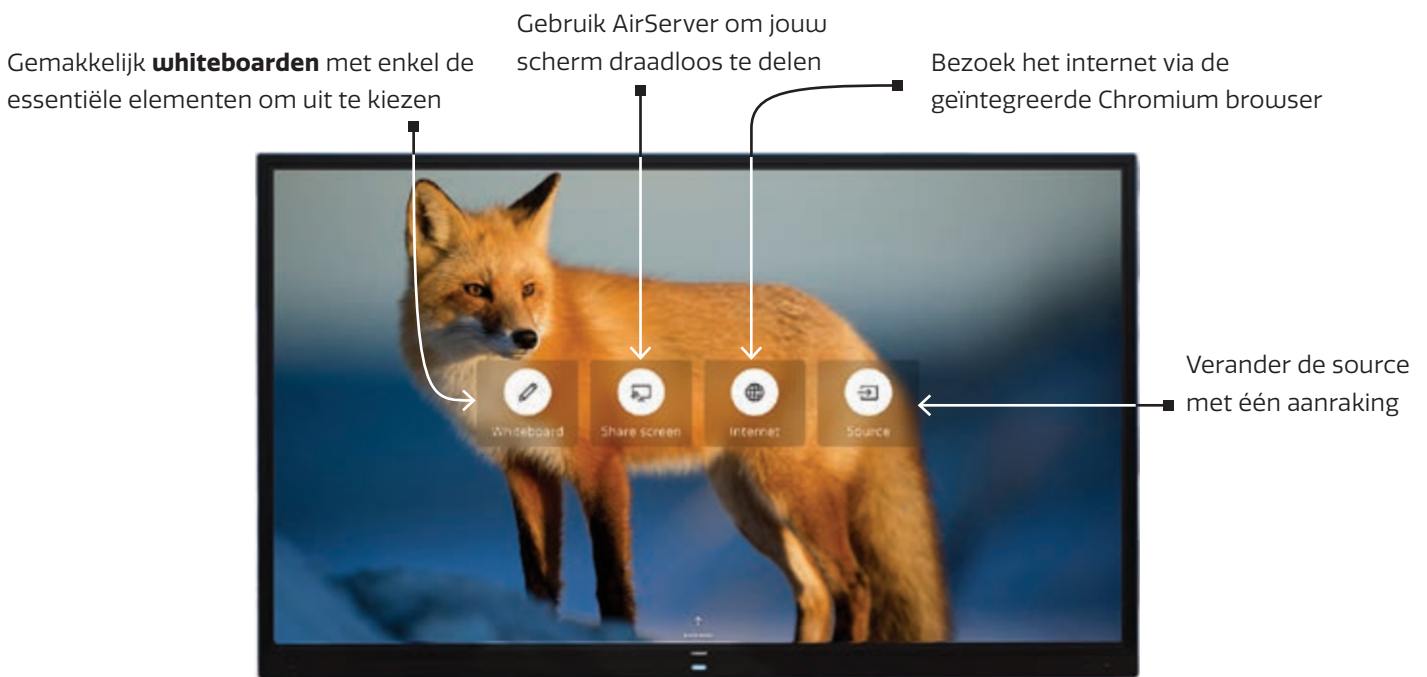 Gebruik AirServer om jouw
scherm draadloos te delen
Gemakkelijk whiteboarden met enkel de
essentiële elementen om uit te kiezen
Bezoek het internet via de
geïntegreerde Chromium browser
Verander de source
met één aanraking
Whiteboard
Share screen
Internet
Source